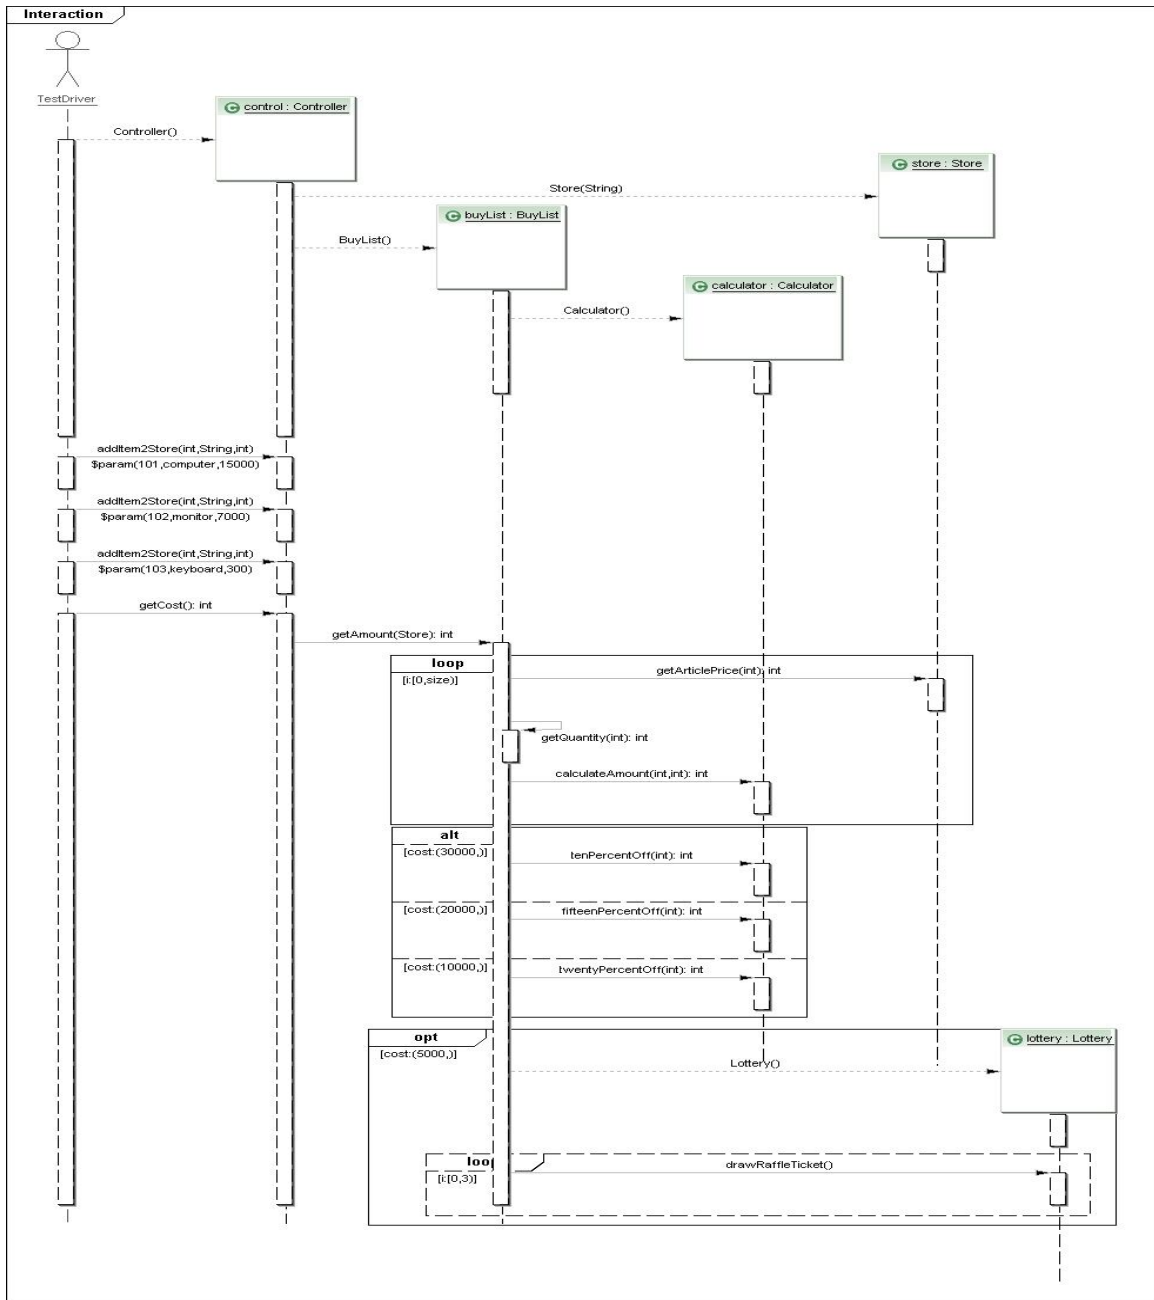 Interaction
TestDriver
C control : Controller
Controller()
C store : Store
Store(String)
C buyList : BuyList
BuyList()
C calculator : Calculator
Calculator()
addItem2Store(int,String,int)
$param(101,computer,15000)
addItem2Store(int,String,int)
$param(102,monitor,7000)
addItem2Store(int,String,int)
$param(103,keyboard,300)
getCost(): int
getAmount(Store): int
loop
[i:[0,size)]
getArticlePrice(int): int
getQuantity(int): int
calculateAmount(int,int): int
alt
[cost:(30000,)]
tenPercentOff(int): int
[cost:(20000,)]
fifteenPercentOff(int): int
[cost:(10000,)]
twentyPercentOff(int): int
opt
[cost:(5000,)]
C lottery : Lottery
Lottery()
loop
[i:[0,3)]
drawRaffleTicket()